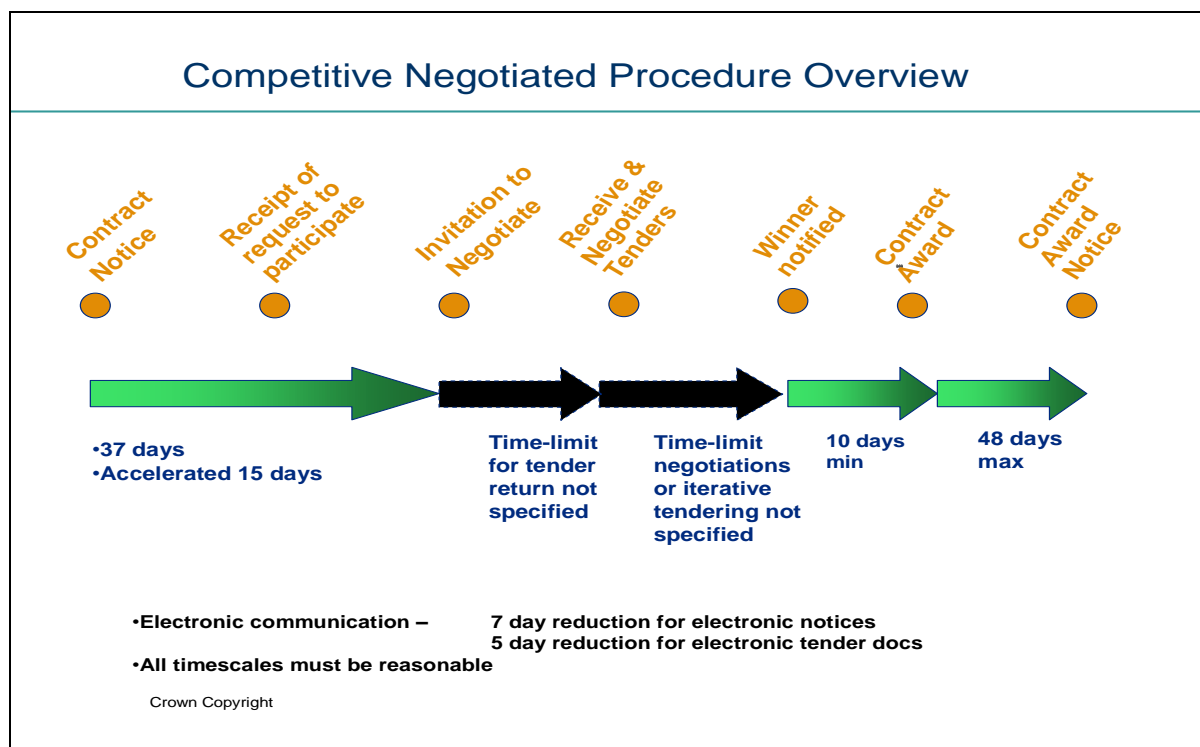 Competitive Negotiated Procedure Overview
Contract
Notice
Receipt of
request to
participate
Invitation to
Negotiate
Receive &
Negotiate
Tenders
Winner
notified
Contract
Award
Contract
Award
Notice
•37 days
•Accelerated 15 days
Time-limit
for tender
return not
specified
Time-limit
negotiations
or iterative
tendering not
specified
10 days
min
48 days
max
•Electronic communication – 7 day reduction for electronic notices
5 day reduction for electronic tender docs
•All timescales must be reasonable
Crown Copyright